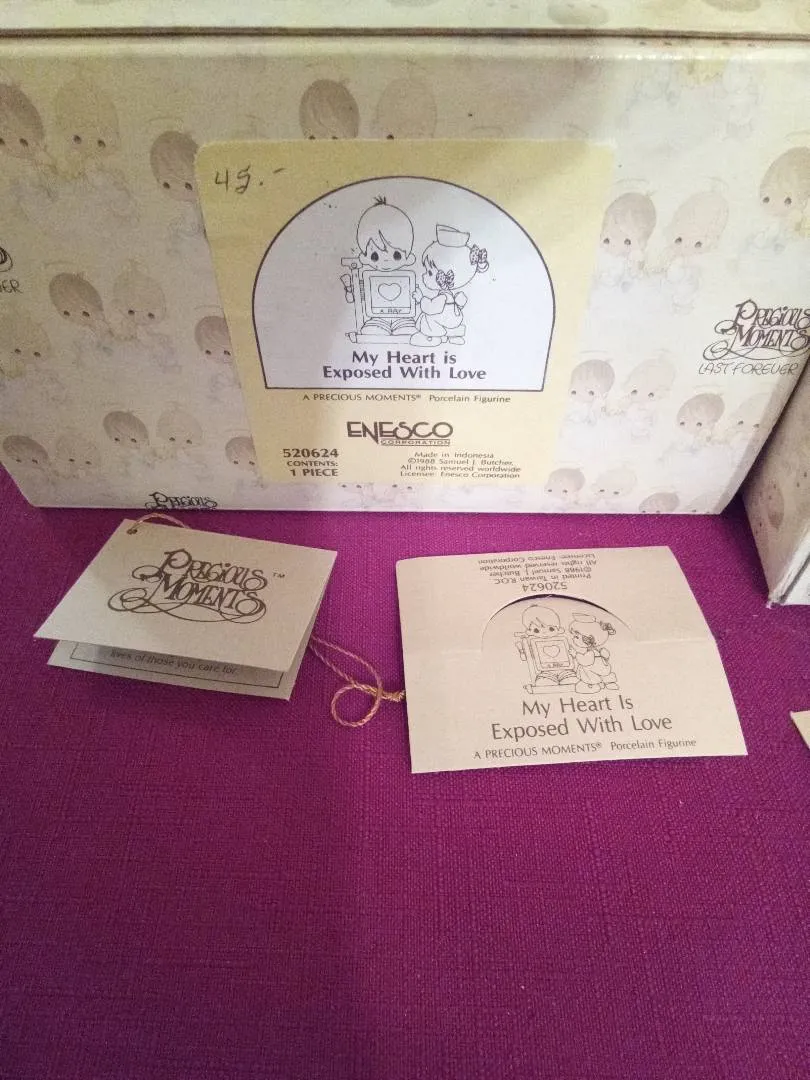 45.-
X-RAY
My Heart is
Exposed With Love
A PRECIOUS MOMENTS® Porcelain Figurine
ENESCO
CORPORATION
520624
CONTENTS:
1 PIECE
Made in Indonesia
©1988 Samuel J. Butcher,
All rights reserved worldwide
Licensee: Enesco Corporation
PRECIOUS
MOMENTS
LAST FOREVER
ER
PRECIOUS
PRECIOUS
MOMENTS™
lives of those you care for.
520624
Printed in Taiwan R.O.C.
©1988 Samuel J. Butcher
All rights reserved worldwide
Licensee: Enesco Corporation
X-RAY
My Heart Is
Exposed With Love
A PRECIOUS MOMENTS® Porcelain Figurine